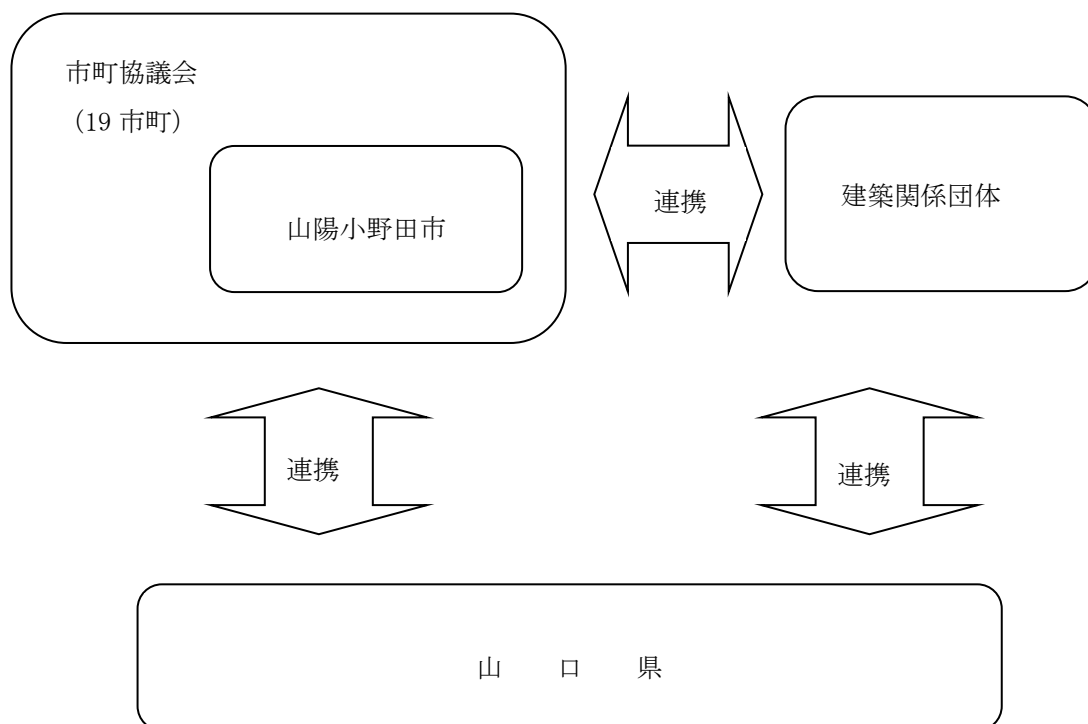 市町協議会
（19 市町）
山陽小野田市
連携
建築関係団体
連携
連携
山　口　県